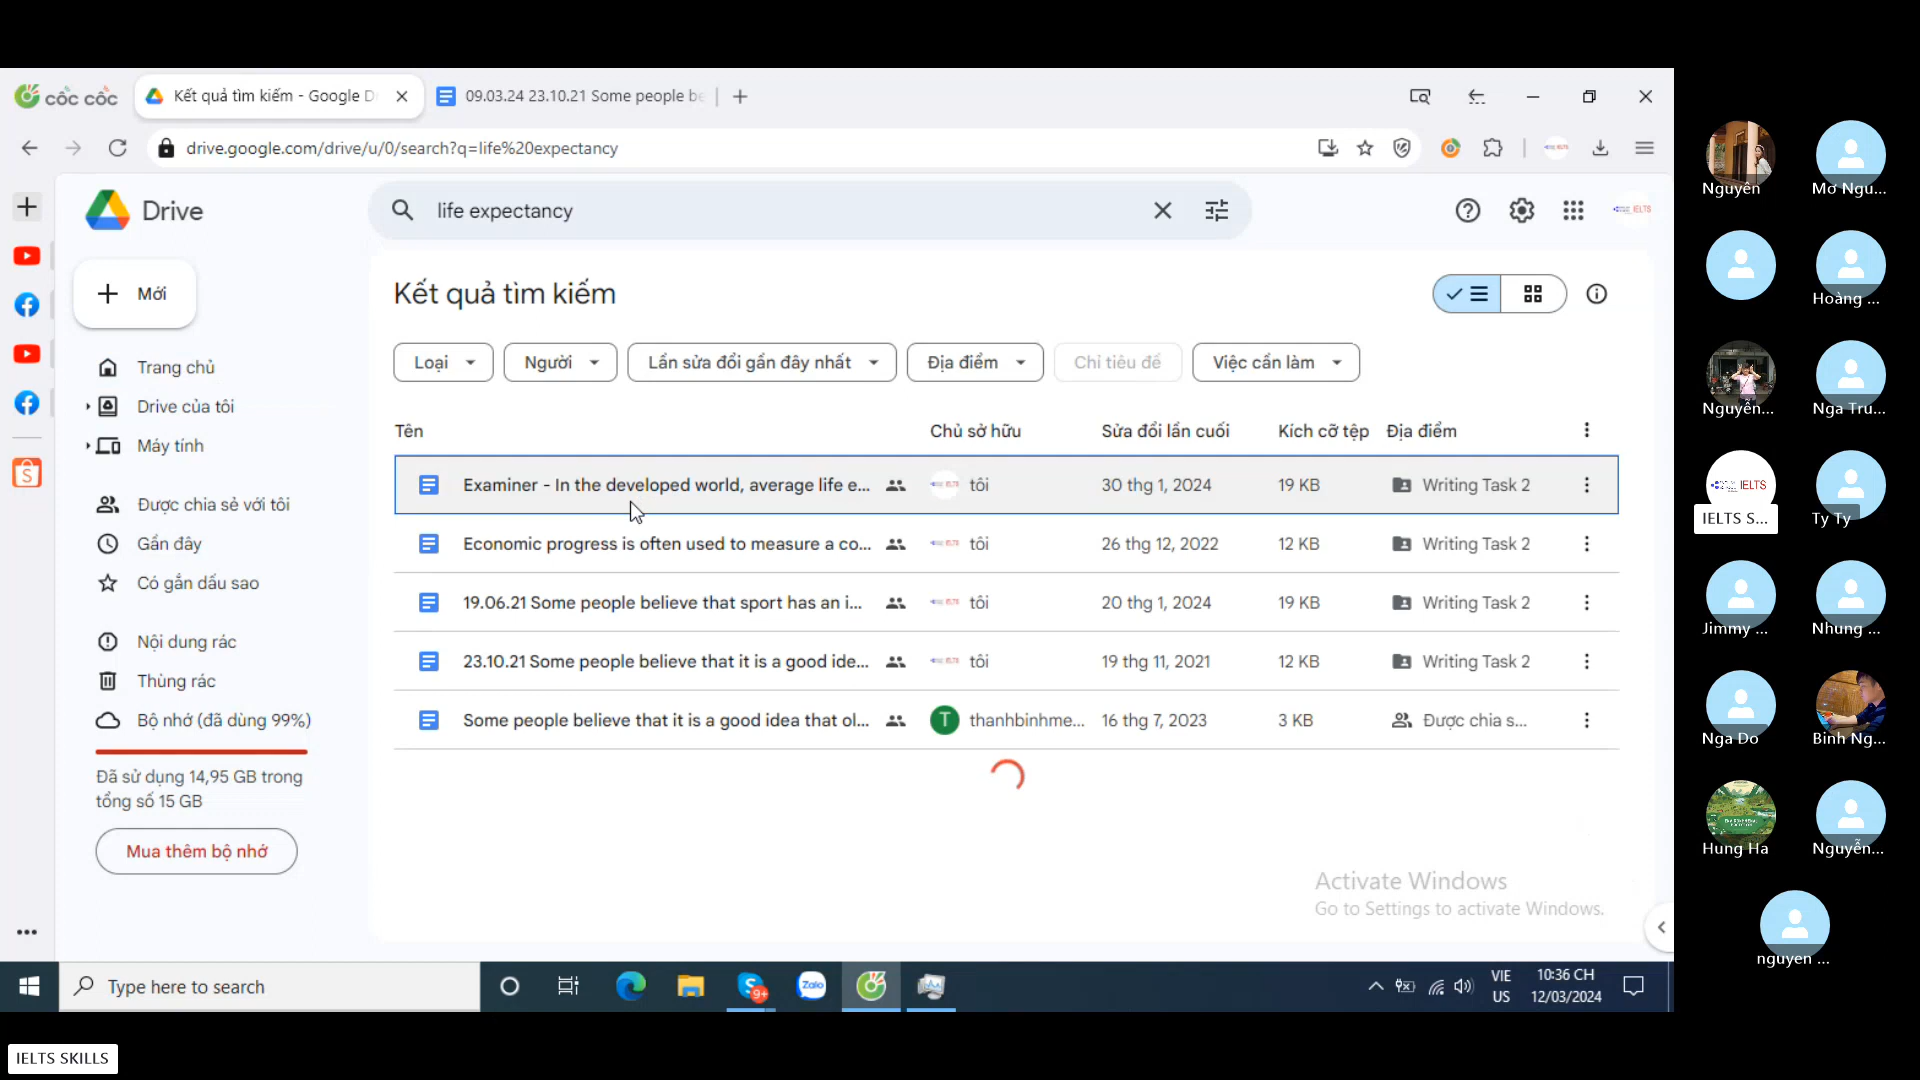 cốc cốc
Kết quả tìm kiếm - Google D
09.03.24 23.10.21 Some people be
drive.google.com/drive/u/0/search?q=life%20expectancy
Drive
life expectancy
IELTS
Mới
Kết quả tìm kiếm
Loại
Người
Lần sửa đổi gần đây nhất
Địa điểm
Chỉ tiêu đề
Việc cần làm
Trang chủ
Drive của tôi
Máy tính
Được chia sẻ với tôi
Gần đây
Có gắn dấu sao
Nội dung rác
Thùng rác
Bộ nhớ (đã dùng 99%)
Đã sử dụng 14,95 GB trong
tổng số 15 GB
Mua thêm bộ nhớ
Tên Chủ sở hữu Sửa đổi lần cuối Kích cỡ tệp Địa điểm
Examiner - In the developed world, average life e... tôi 30 thg 1, 2024 19 KB Writing Task 2
Economic progress is often used to measure a co... tôi 26 thg 12, 2022 12 KB Writing Task 2
19.06.21 Some people believe that sport has an i... tôi 20 thg 1, 2024 19 KB Writing Task 2
23.10.21 Some people believe that it is a good ide... tôi 19 thg 11, 2021 12 KB Writing Task 2
Some people believe that it is a good idea that ol... T thanhbinhme... 16 thg 7, 2023 3 KB Được chia s...
Activate Windows
Go to Settings to activate Windows.
Type here to search
S 9+
Zalo
VIE
US
10:36 CH
12/03/2024
IELTS SKILLS
Nguyên
Mơ Ngu...
Hoàng ...
Nguyễn...
Nga Tru...
IELTS
IELTS S...
Ty Ty
Jimmy ...
Nhung ...
Nga Do
Binh Ng...
Hung Ha
Nguyễn...
nguyen ...